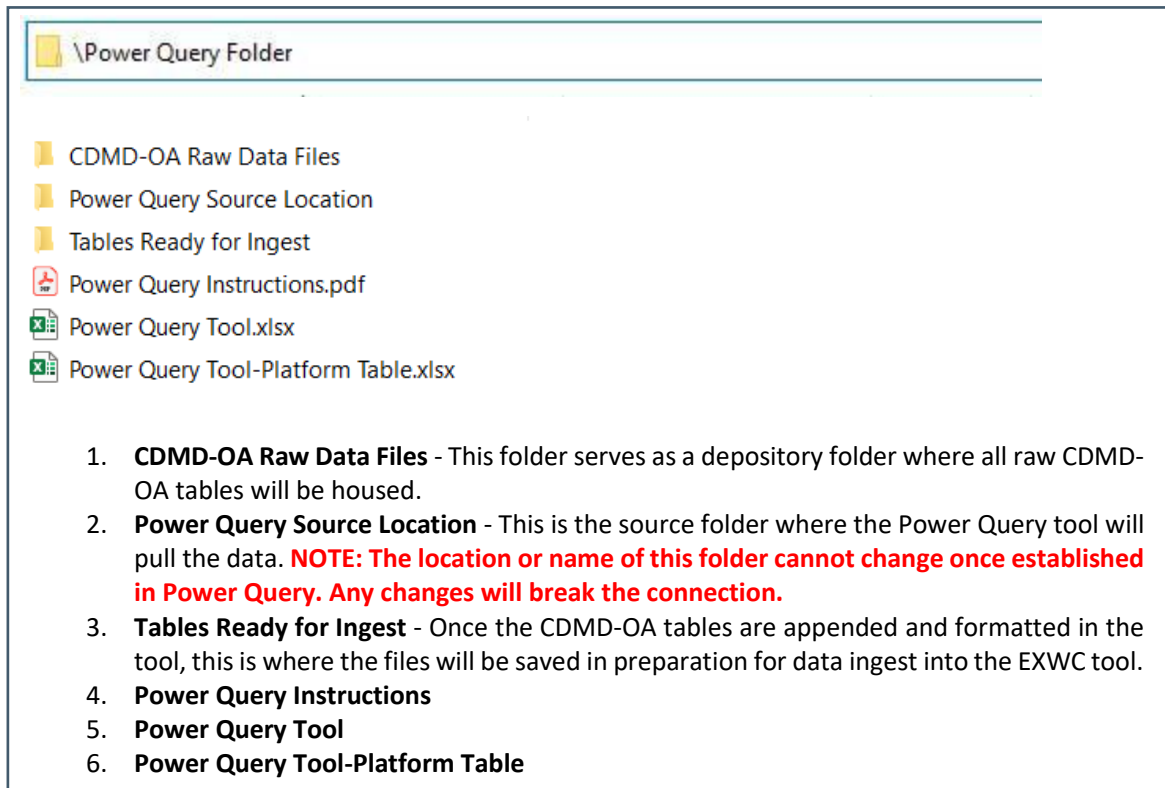 \Power Query Folder
CDMD-OA Raw Data Files
Power Query Source Location
Tables Ready for Ingest
Power Query Instructions.pdf
Power Query Tool.xlsx
Power Query Tool-Platform Table.xlsx
1. CDMD-OA Raw Data Files - This folder serves as a depository folder where all raw CDMD-
OA tables will be housed.
2. Power Query Source Location - This is the source folder where the Power Query tool will
pull the data. NOTE: The location or name of this folder cannot change once established
in Power Query. Any changes will break the connection.
3. Tables Ready for Ingest - Once the CDMD-OA tables are appended and formatted in the
tool, this is where the files will be saved in preparation for data ingest into the EXWC tool.
4. Power Query Instructions
5. Power Query Tool
6. Power Query Tool-Platform Table